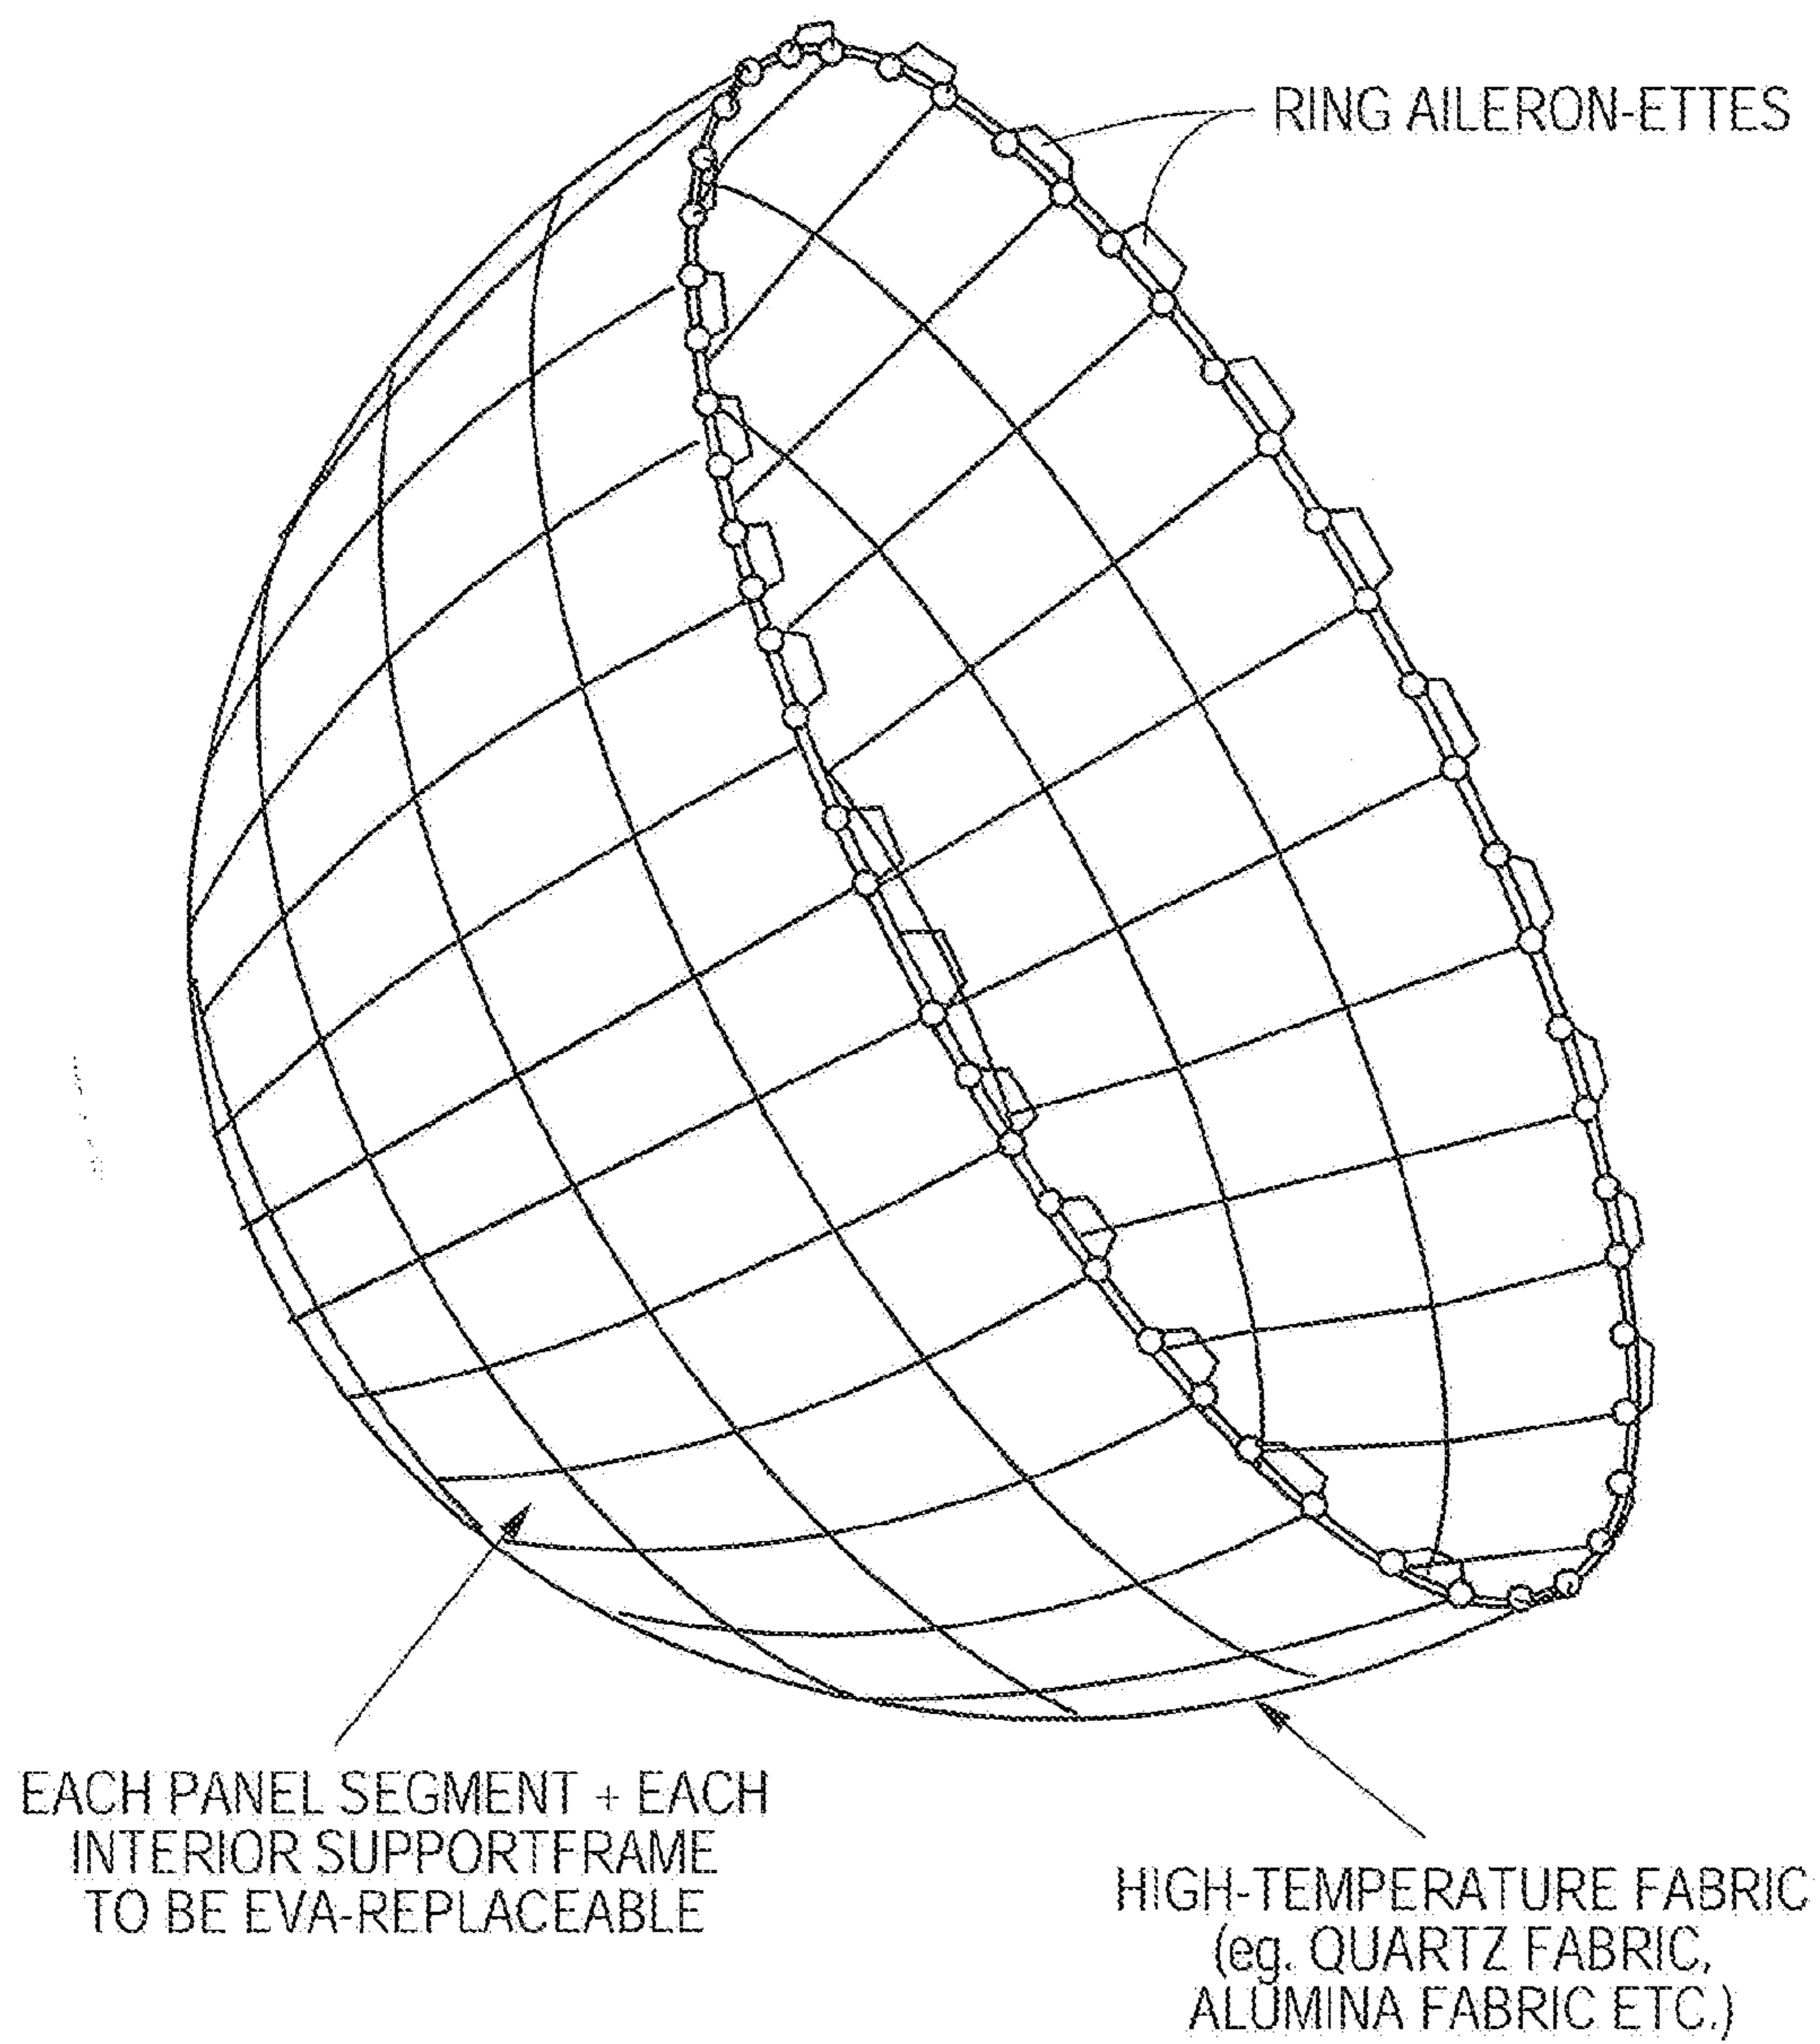 RING AILERON-ETTES
EACH PANEL SEGMENT + EACH
INTERIOR SUPPORTFRAME
TO BE EVA-REPLACEABLE
HIGH-TEMPERATURE FABRIC
(eg. QUARTZ FABRIC,
ALUMINA FABRIC ETC.)